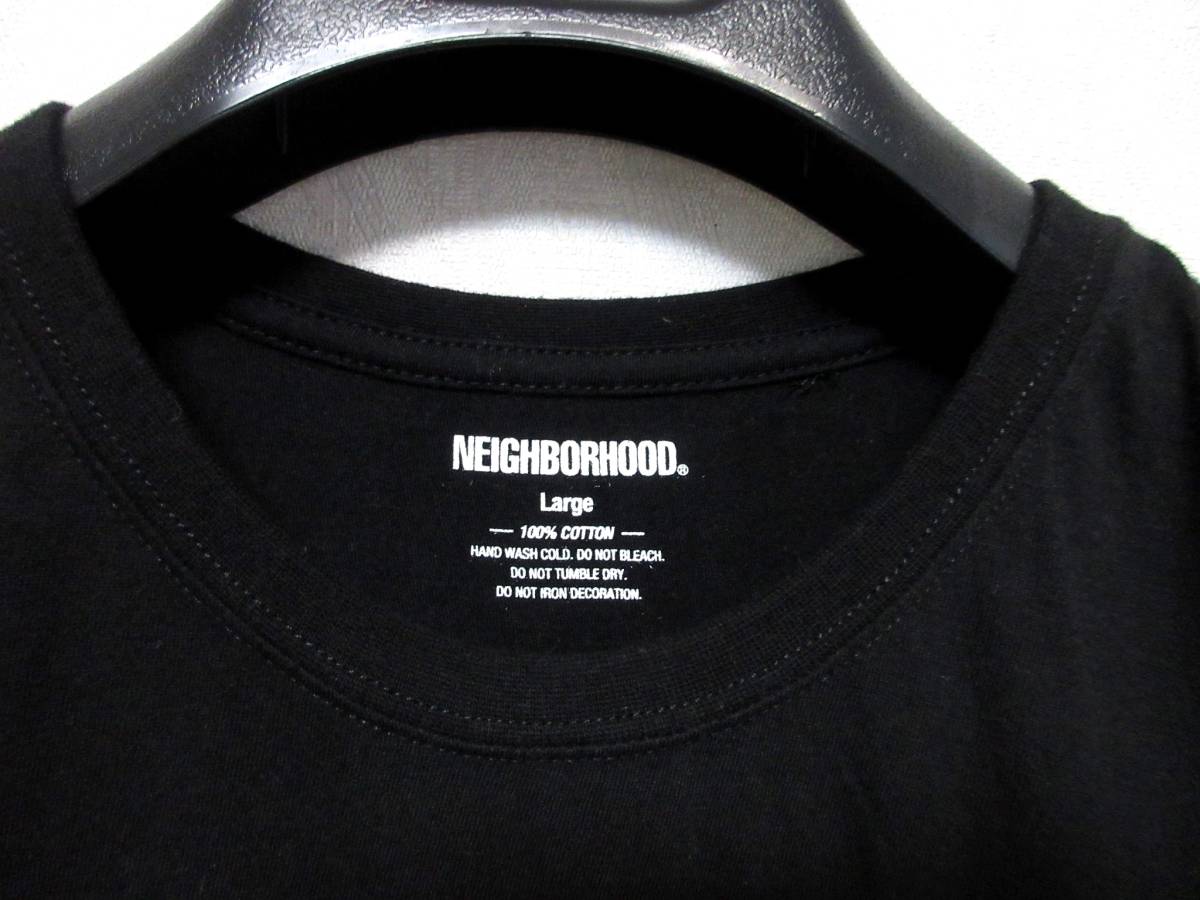 NEIGHBORHOOD®
Large
— 100% COTTON —
HAND WASH COLD. DO NOT BLEACH.
DO NOT TUMBLE DRY.
DO NOT IRON DECORATION.